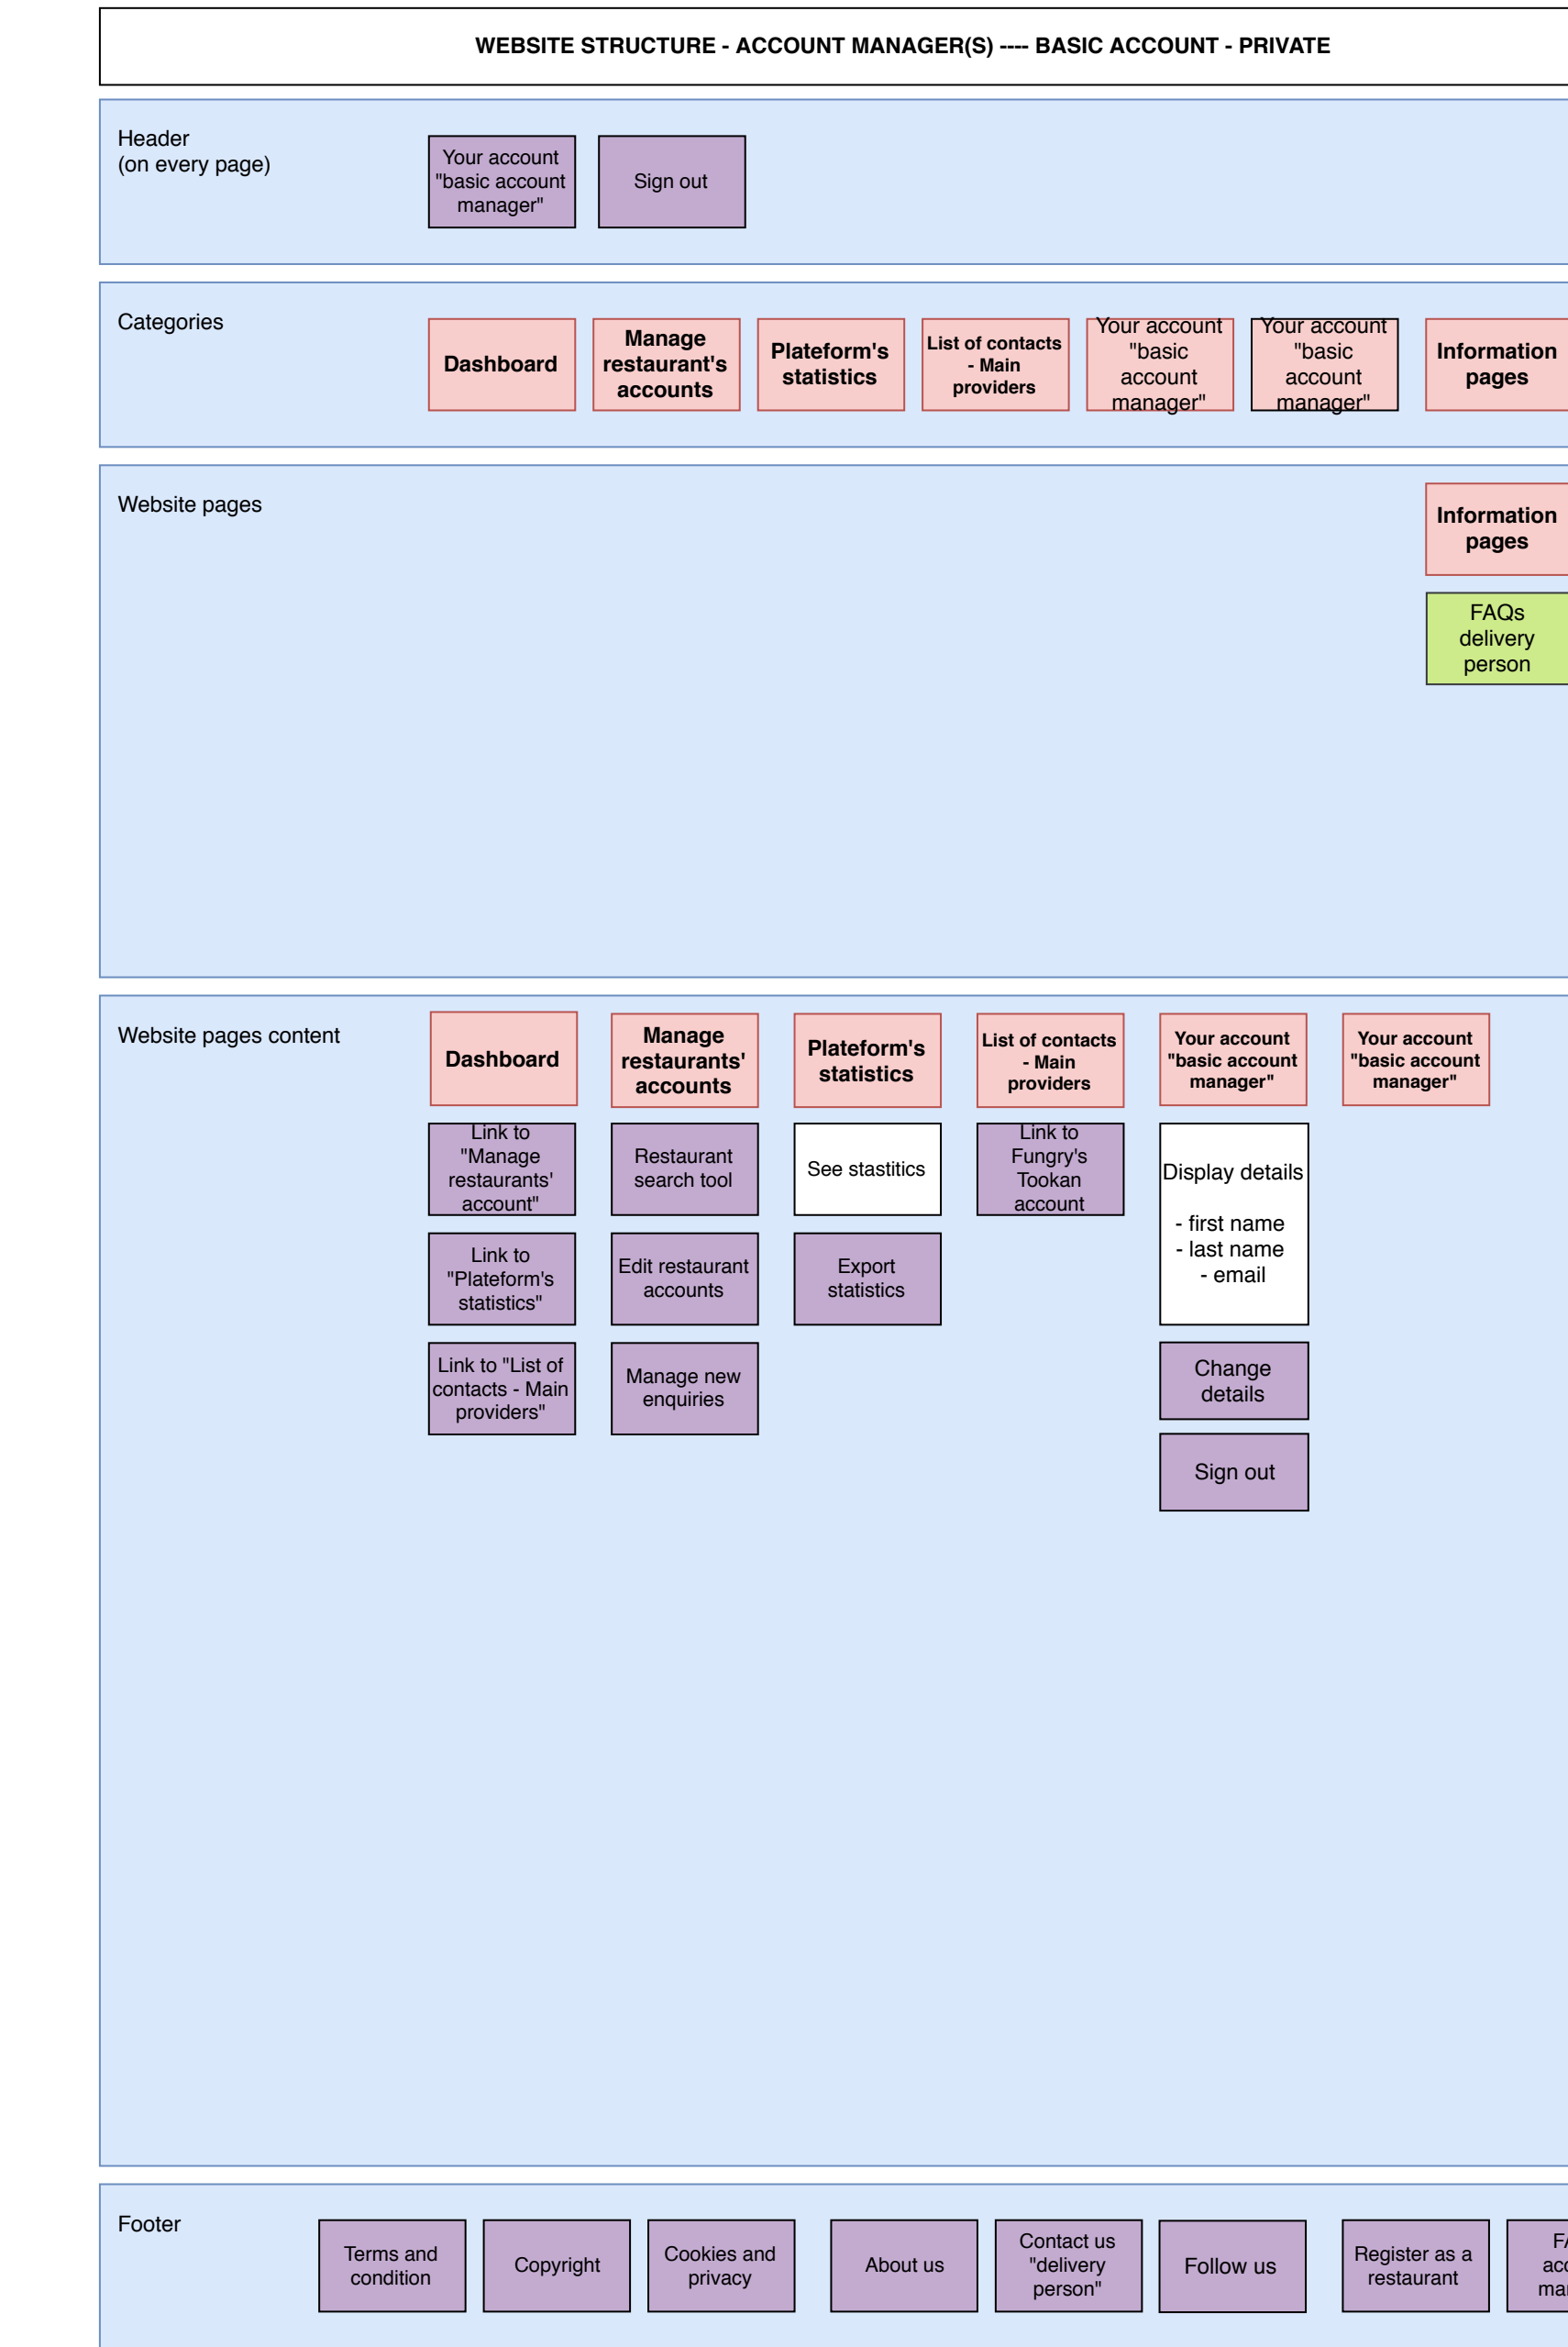 WEBSITE STRUCTURE - ACCOUNT MANAGER(S) ---- BASIC ACCOUNT - PRIVATE
Header
(on every page)
Your account
"basic account
manager"
Sign out
Categories
Dashboard
Manage
restaurant's
accounts
Plateform's
statistics
List of contacts
- Main
providers
Your account
"basic
account
manager"
Your account
"basic
account
manager"
Information
pages
Website pages
Information
pages
FAQs
delivery
person
Website pages content
Dashboard
Manage
restaurants'
accounts
Plateform's
statistics
List of contacts
- Main
providers
Your account
"basic account
manager"
Your account
"basic account
manager"
Link to
"Manage
restaurants'
account"
Restaurant
search tool
See stastitics
Link to
Fungry's
Tookan
account
Display details
- first name
- last name
- email
Link to
"Plateform's
statistics"
Edit restaurant
accounts
Export
statistics
Link to "List of
contacts - Main
providers"
Manage new
enquiries
Change
details
Sign out
Footer
Terms and
condition
Copyright
Cookies and
privacy
About us
Contact us
"delivery
person"
Follow us
Register as a
restaurant